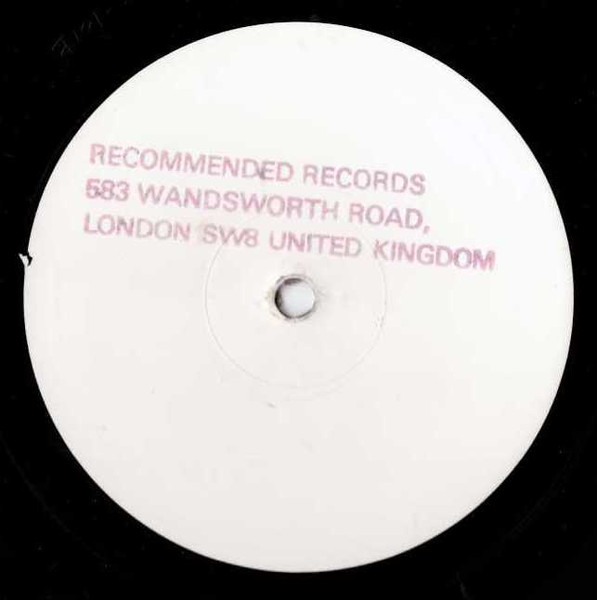 RECOMMENDED RECORDS
583 WANDSWORTH ROAD,
LONDON SW8 UNITED KINGDOM